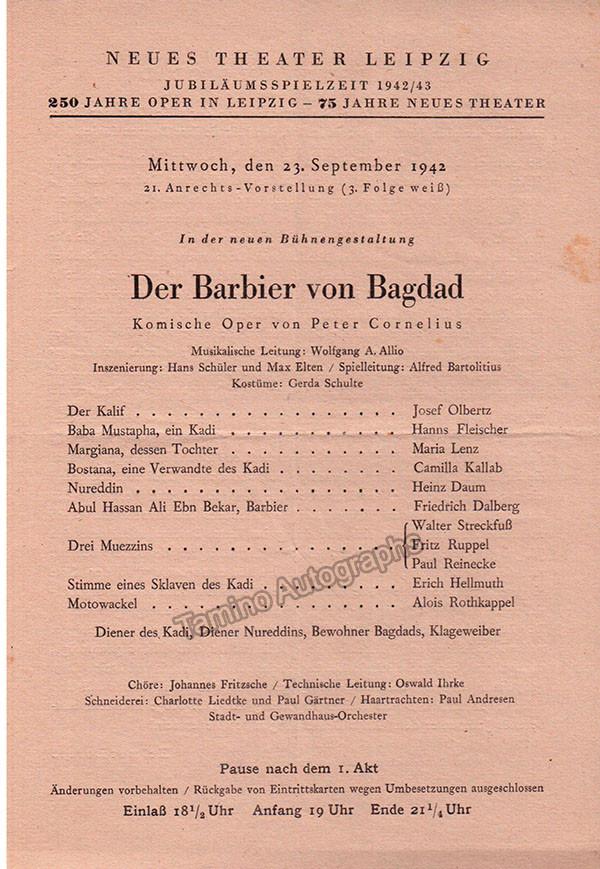 NEUES THEATER LEIPZIG
JUBILÄUMSSPIELZEIT 1942/43
250 JAHRE OPER IN LEIPZIG – 75 JAHRE NEUES THEATER
Mittwoch, den 23. September 1942
21. Anrechts-Vorstellung (3. Folge weiß)
In der neuen Bühnengestaltung
Der Barbier von Bagdad
Komische Oper von Peter Cornelius
Musikalische Leitung: Wolfgang A. Allio
Inszenierung: Hans Schüler und Max Elten / Spielleitung: Alfred Bartolitius
Kostüme: Gerda Schulte
Der Kalif . . . . . . . . . . . . . . . . . Josef Olbertz
Baba Mustapha, ein Kadi . . . . . . . . . . . Hanns Fleischer
Margiana, dessen Tochter . . . . . . . . . . . Maria Lenz
Bostana, eine Verwandte des Kadi . . . . . . . Camilla Kallab
Nureddin . . . . . . . . . . . . . . . . . Heinz Daum
Abul Hassan Ali Ebn Bekar, Barbier . . . . . . . Friedrich Dalberg
Walter Streckfuß
Drei Muezzins . . . . . . . . . . . . . . . Fritz Ruppel
Paul Reinecke
Stimme eines Sklaven des Kadi . . . . . . . . . Erich Hellmuth
Motowackel . . . . . . . . . . . . . . . . Alois Rothkappel
Tamino Autographs
Diener des Kadi, Diener Nureddins, Bewohner Bagdads, Klageweiber
Chöre: Johannes Fritzsche / Technische Leitung: Oswald Ihrke
Schneiderei: Charlotte Liedtke und Paul Gärtner / Haartrachten: Paul Andresen
Stadt- und Gewandhaus-Orchester
Pause nach dem 1. Akt
Änderungen vorbehalten / Rückgabe von Eintrittskarten wegen Umbesetzungen ausgeschlossen
Einlaß 18½ Uhr Anfang 19 Uhr Ende 21¼ Uhr